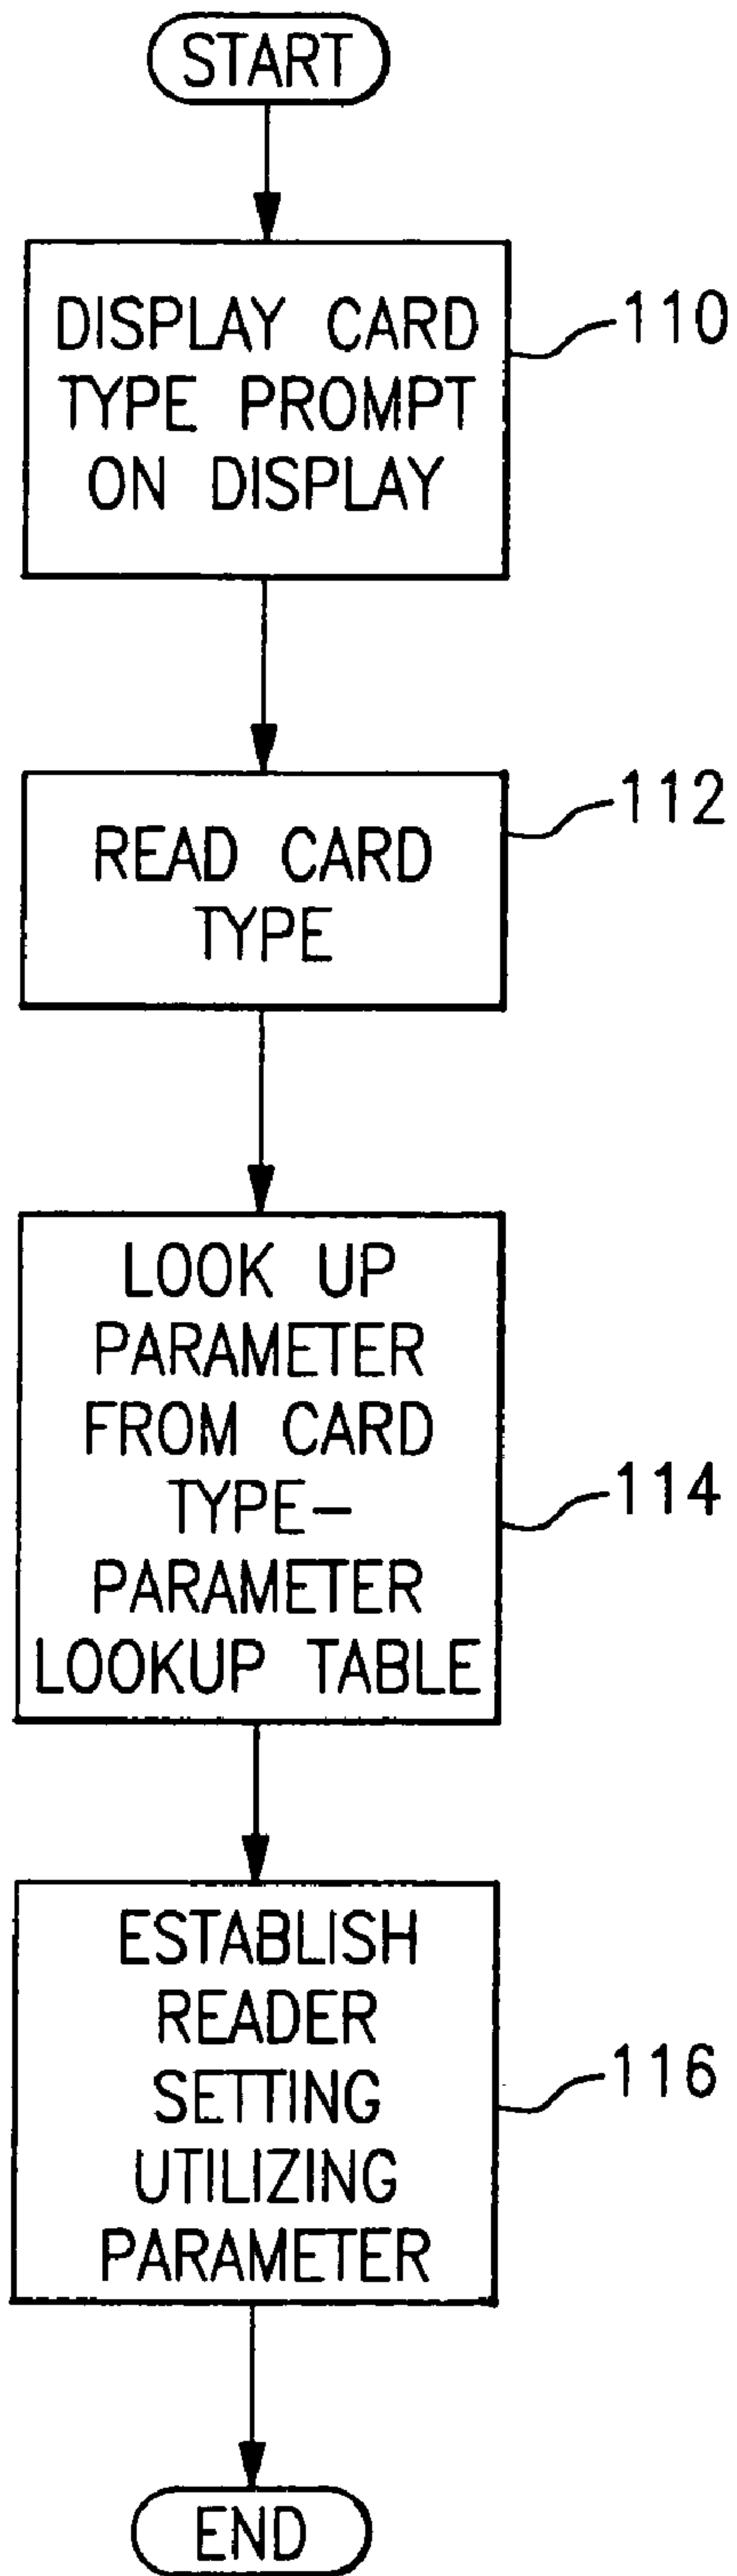 START
DISPLAY CARD
TYPE PROMPT
ON DISPLAY
110
READ CARD
TYPE
112
LOOK UP
PARAMETER
FROM CARD
TYPE-
PARAMETER
LOOKUP TABLE
114
ESTABLISH
READER
SETTING
UTILIZING
PARAMETER
116
END